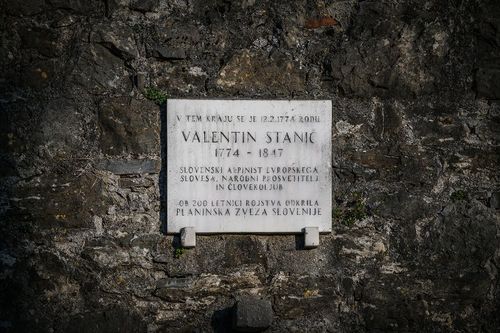 V TEM KRAJU SE JE 12.2.1774 RODIL
VALENTIN STANIČ
1774 - 1847
SLOVENSKI ALPINIST EVROPSKEGA
SLOVESA, NARODNI PROSVETITELJ
IN ČLOVEKOLJUB
OB 200 LETNICI ROJSTVA ODKRILA
PLANINSKA ZVEZA SLOVENIJE